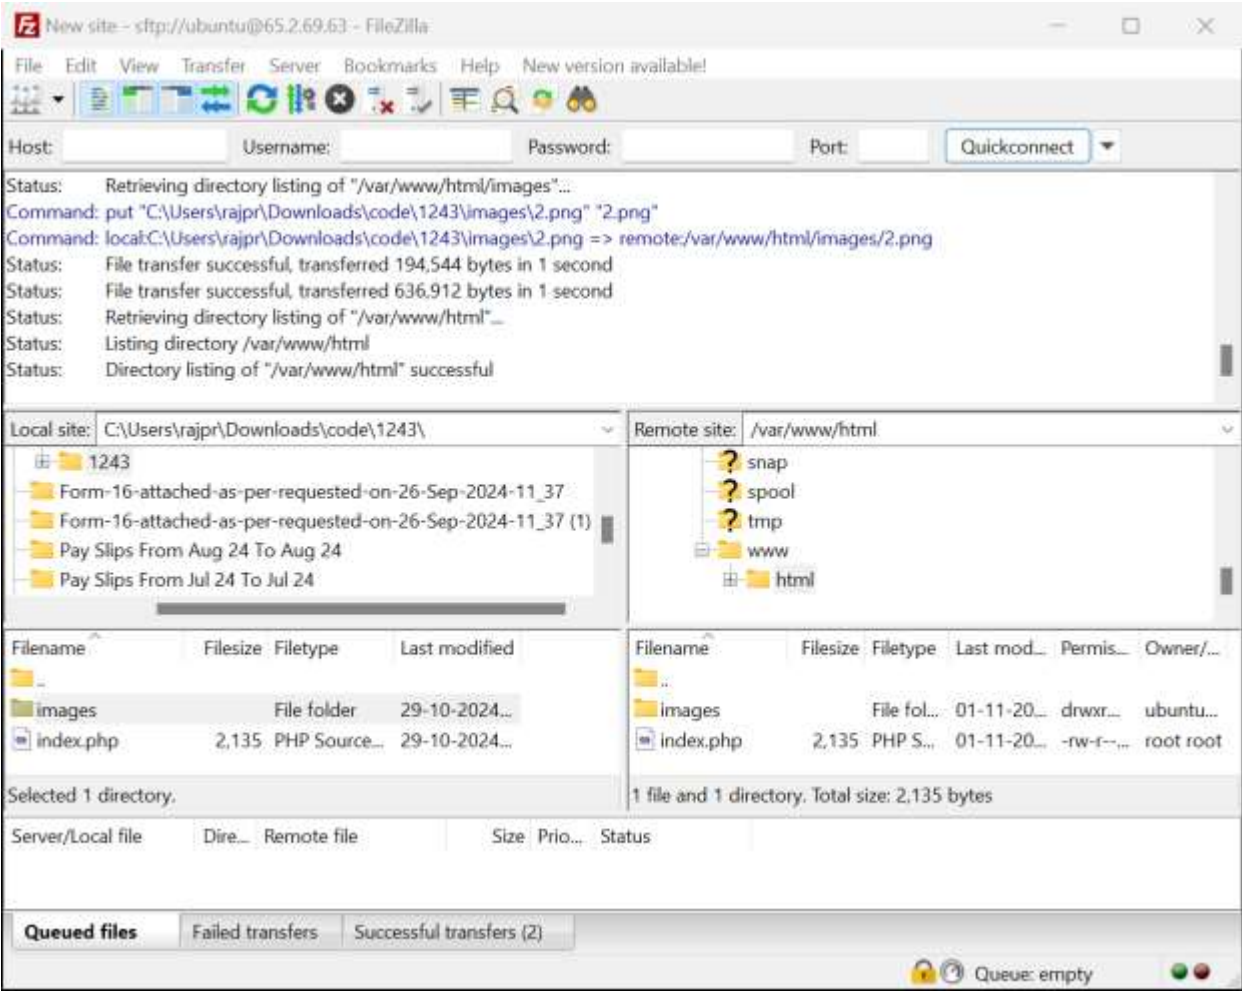 New site - sftp://ubuntu@65.2.69.63 - FileZilla
File Edit View Transfer Server Bookmarks Help New version available!
Host: Username: Password: Port: Quickconnect
Status: Retrieving directory listing of "/var/www/html/images"...
Command: put "C:\Users\rajpr\Downloads\code\1243\images\2.png" "2.png"
Command: local:C:\Users\rajpr\Downloads\code\1243\images\2.png => remote:/var/www/html/images/2.png
Status: File transfer successful, transferred 194,544 bytes in 1 second
Status: File transfer successful, transferred 636,912 bytes in 1 second
Status: Retrieving directory listing of "/var/www/html"...
Status: Listing directory /var/www/html
Status: Directory listing of "/var/www/html" successful
Local site: C:\Users\rajpr\Downloads\code\1243\
1243
Form-16-attached-as-per-requested-on-26-Sep-2024-11_37
Form-16-attached-as-per-requested-on-26-Sep-2024-11_37 (1)
Pay Slips From Aug 24 To Aug 24
Pay Slips From Jul 24 To Jul 24
Remote site: /var/www/html
snap
spool
tmp
www
html
Filename Filesize Filetype Last modified
..
images File folder 29-10-2024...
index.php 2,135 PHP Source... 29-10-2024...
Selected 1 directory.
Filename Filesize Filetype Last mod... Permis... Owner/...
..
images File fol... 01-11-20... drwxr... ubuntu...
index.php 2,135 PHP S... 01-11-20... -rw-r--... root root
1 file and 1 directory. Total size: 2,135 bytes
Server/Local file Dire... Remote file Size Prio... Status
Queued files Failed transfers Successful transfers (2)
Queue: empty